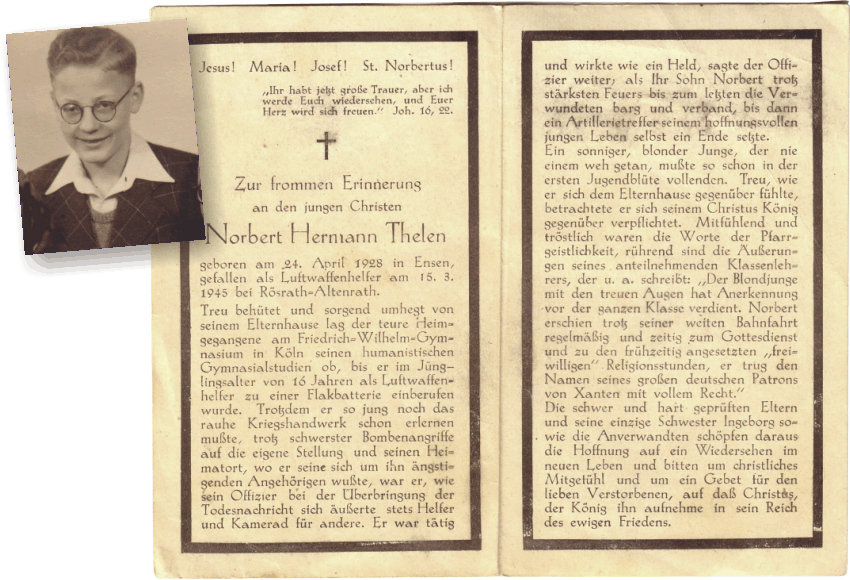 Jesus! Maria! Josef! St. Norbertus!
„Ihr habt jetzt große Trauer, aber ich
werde Euch wiedersehen, und Euer
Herz wird sich freuen.“ Joh. 16, 22.
Zur frommen Erinnerung
an den jungen Christen
Norbert Hermann Thelen
geboren am 24. April 1928 in Ensen,
gefallen als Luftwaffenhelfer am 15. 3.
1945 bei Rösrath=Altenrath.
Treu behütet und sorgend umhegt von
seinem Elternhause lag der teure Heim=
gegangene am Friedrich=Wilhelm=Gym=
nasium in Köln seinen humanistischen
Gymnasialstudien ob, bis er im Jüng=
lingsalter von 16 Jahren als Luftwaffen=
helfer zu einer Flakbatterie einberufen
wurde. Trotzdem er so jung noch das
rauhe Kriegshandwerk schon erlernen
mußte, trotz schwerster Bombenangriffe
auf die eigene Stellung und seinen Hei=
matort, wo er seine sich um ihn ängsti=
genden Angehörigen wußte, war er, wie
sein Offizier bei der Überbringung der
Todesnachricht sich äußerte stets Helfer
und Kamerad für andere. Er war tätig
und wirkte wie ein Held, sagte der Offi=
zier weiter, als Ihr Sohn Norbert trotz
stärksten Feuers bis zum letzten die Ver=
wundeten barg und verband, bis dann
ein Artillerietreffer seinem hoffnungsvollen
jungen Leben selbst ein Ende setzte.
Ein sonniger, blonder Junge, der nie
einem weh getan, mußte so schon in der
ersten Jugendblüte vollenden. Treu, wie
er sich dem Elternhause gegenüber fühlte,
betrachtete er sich seinem Christus König
gegenüber verpflichtet. Mitfühlend und
tröstlich waren die Worte der Pfarr=
geistlichkeit, rührend sind die Äußerun=
gen seines anteilnehmenden Klassenleh=
rers, der u. a. schreibt: „Der Blondjunge
mit den treuen Augen hat Anerkennung
vor der ganzen Klasse verdient. Norbert
erschien trotz seiner weiten Bahnfahrt
regelmäßig und zeitig zum Gottesdienst
und zu den frühzeitig angesetzten „frei=
willigen“ Religionsstunden, er trug den
Namen seines großen deutschen Patrons
von Xanten mit vollem Recht.“
Die schwer und hart geprüften Eltern
und seine einzige Schwester Ingeborg so=
wie die Anverwandten schöpfen daraus
die Hoffnung auf ein Wiedersehen im
neuen Leben und bitten um christliches
Mitgefühl und um ein Gebet für den
lieben Verstorbenen, auf daß Christus,
der König ihn aufnehme in sein Reich
des ewigen Friedens.